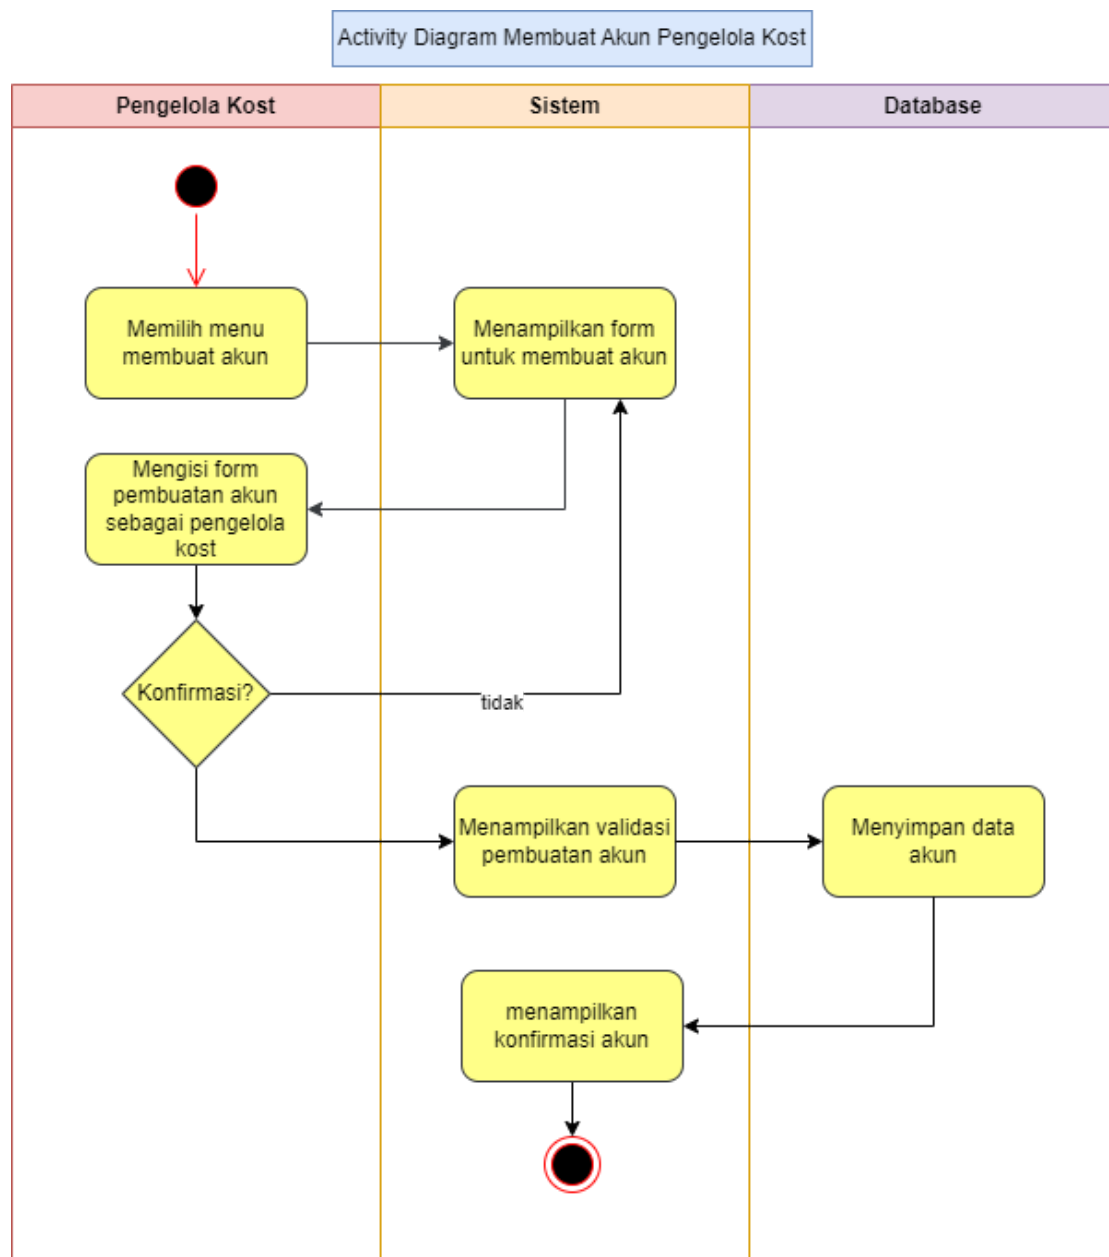 Activity Diagram Membuat Akun Pengelola Kost
Pengelola Kost
Sistem
Database
Memilih menu
membuat akun
Menampilkan form
untuk membuat akun
Mengisi form
pembuatan akun
sebagai pengelola
kost
Konfirmasi?
tidak
Menampilkan validasi
pembuatan akun
Menyimpan data
akun
menampilkan
konfirmasi akun